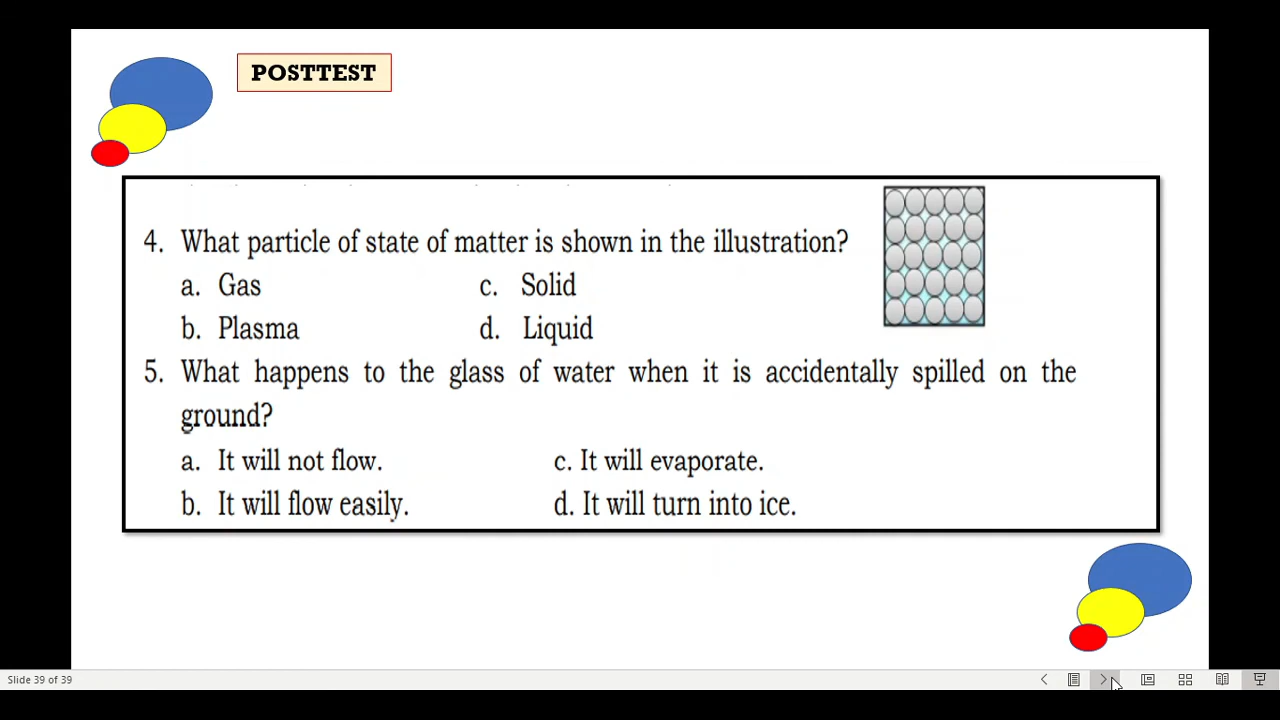 POSTTEST
4. What particle of state of matter is shown in the illustration?
a. Gas c. Solid
b. Plasma d. Liquid
5. What happens to the glass of water when it is accidentally spilled on the
ground?
a. It will not flow. c. It will evaporate.
b. It will flow easily. d. It will turn into ice.
Slide 39 of 39